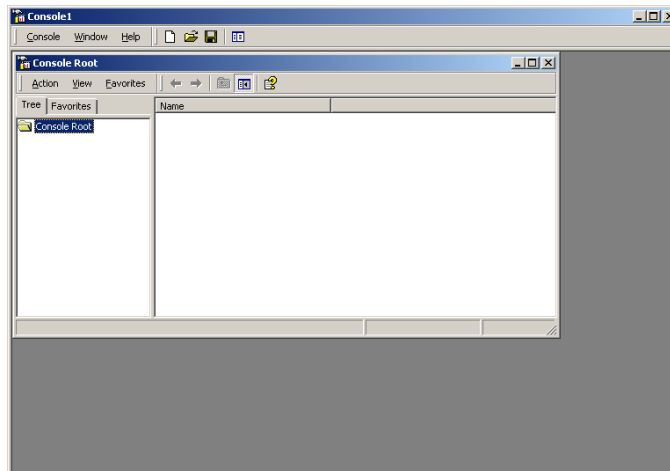 Console1
Console Window Help
Console Root
Action View Favorites
Tree Favorites Name
Console Root